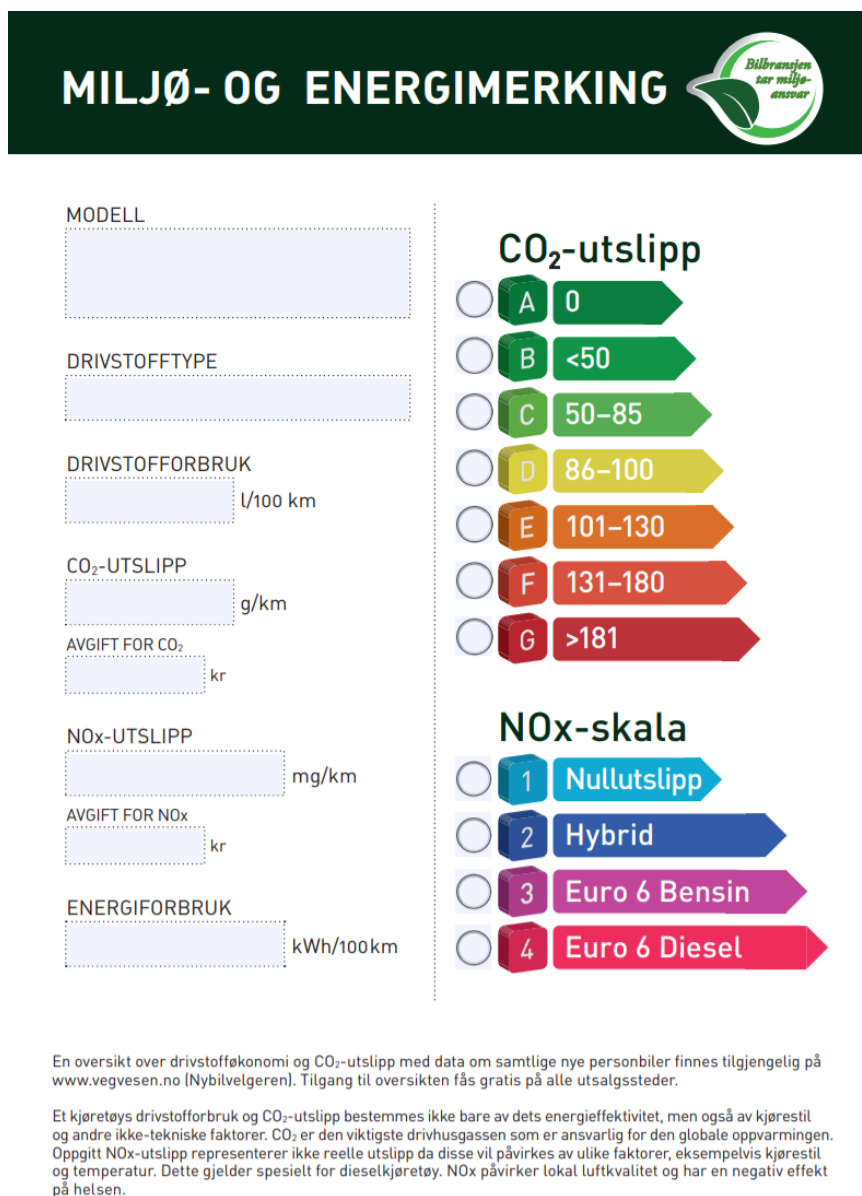 MILJØ- OG ENERGIMERKING
Bilbransjen
tar miljø-
ansvar
MODELL
DRIVSTOFFTYPE
DRIVSTOFFORBRUK
l/100 km
CO₂-UTSLIPP
g/km
AVGIFT FOR CO₂
kr
NOx-UTSLIPP
mg/km
AVGIFT FOR NOx
kr
ENERGIFORBRUK
kWh/100 km
CO₂-utslipp
A 0
B <50
C 50–85
D 86–100
E 101–130
F 131–180
G >181
NOx-skala
1 Nullutslipp
2 Hybrid
3 Euro 6 Bensin
4 Euro 6 Diesel
En oversikt over drivstofføkonomi og CO₂-utslipp med data om samtlige nye personbiler finnes tilgjengelig på
www.vegvesen.no (Nybilvelgeren). Tilgang til oversikten fås gratis på alle utsalgssteder.
Et kjøretøys drivstofforbruk og CO₂-utslipp bestemmes ikke bare av dets energieffektivitet, men også av kjørestil
og andre ikke-tekniske faktorer. CO₂ er den viktigste drivhusgassen som er ansvarlig for den globale oppvarmingen.
Oppgitt NOx-utslipp representerer ikke reelle utslipp da disse vil påvirkes av ulike faktorer, eksempelvis kjørestil
og temperatur. Dette gjelder spesielt for dieselkjøretøy. NOx påvirker lokal luftkvalitet og har en negativ effekt
på helsen.